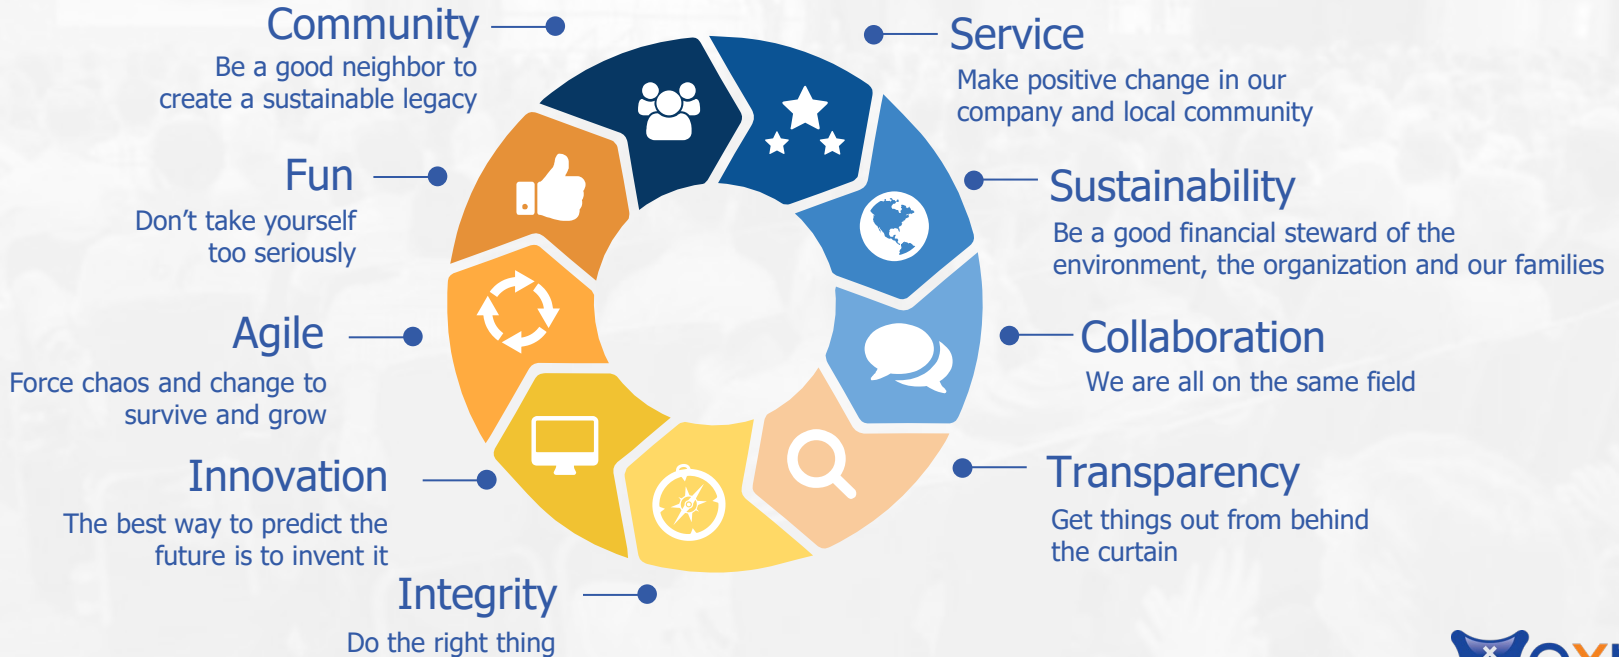 Community
Be a good neighbor to
create a sustainable legacy
Service
Make positive change in our
company and local community
Fun
Don’t take yourself
too seriously
Sustainability
Be a good financial steward of the
environment, the organization and our families
Agile
Force chaos and change to
survive and grow
Collaboration
We are all on the same field
Innovation
The best way to predict the
future is to invent it
Transparency
Get things out from behind
the curtain
Integrity
Do the right thing